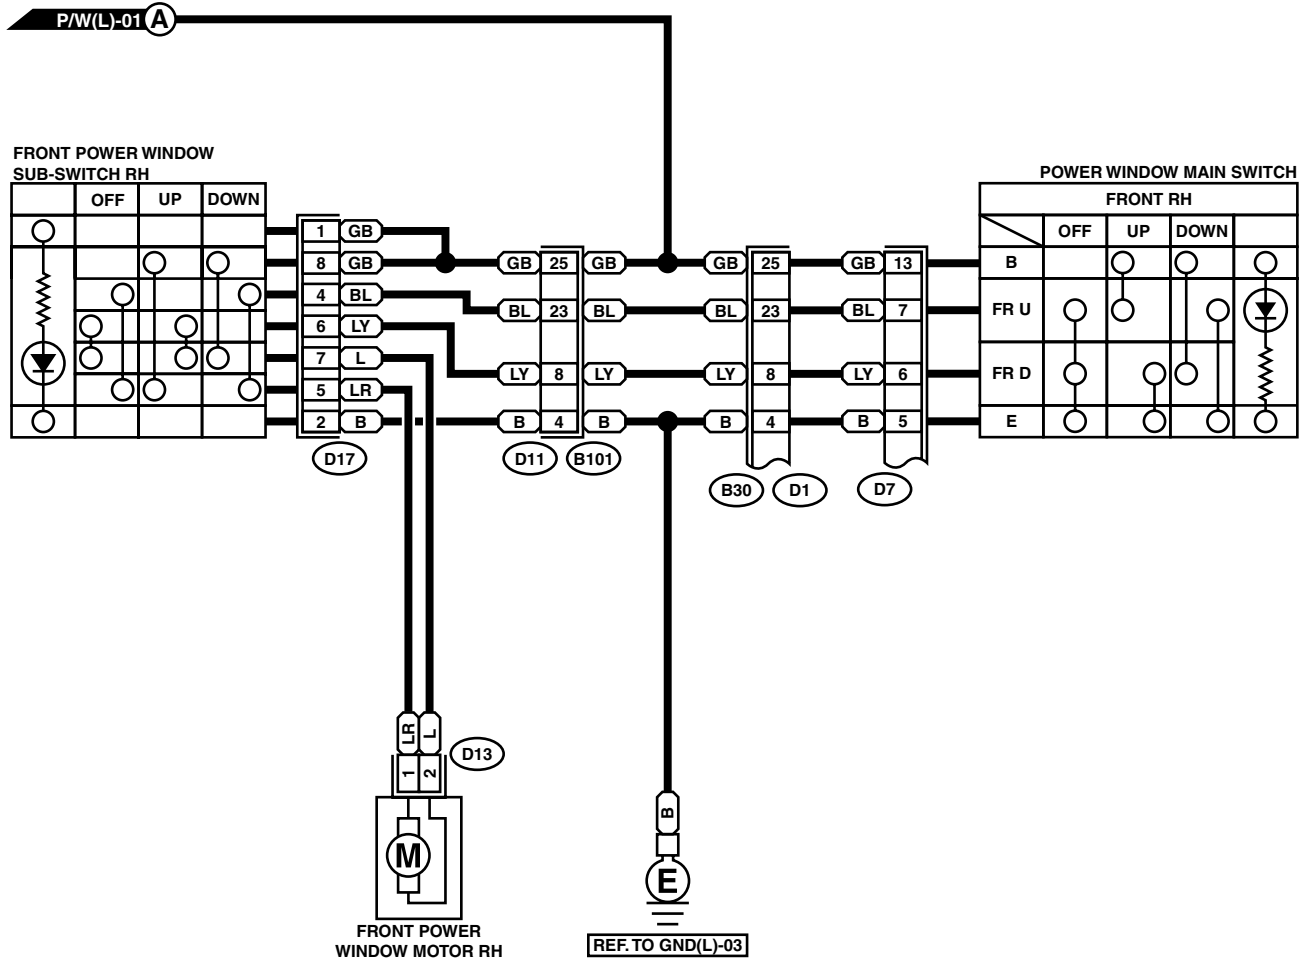 P/W(L)-01 A
FRONT POWER WINDOW
SUB-SWITCH RH
OFF UP DOWN
POWER WINDOW MAIN SWITCH
FRONT RH
OFF UP DOWN
1 GB
8 GB GB 25 GB GB 25 GB 13 B
4 BL BL 23 BL BL 23 BL 7 FR U
6 LY
7 L LY 8 LY LY 8 LY 6 FR D
5 LR
2 B B 4 B B 4 B 5 E
D17 D11 B101
B30 D1 D7
LR L
D13
1 2
B
M
E
FRONT POWER
WINDOW MOTOR RH
REF. TO GND(L)-03